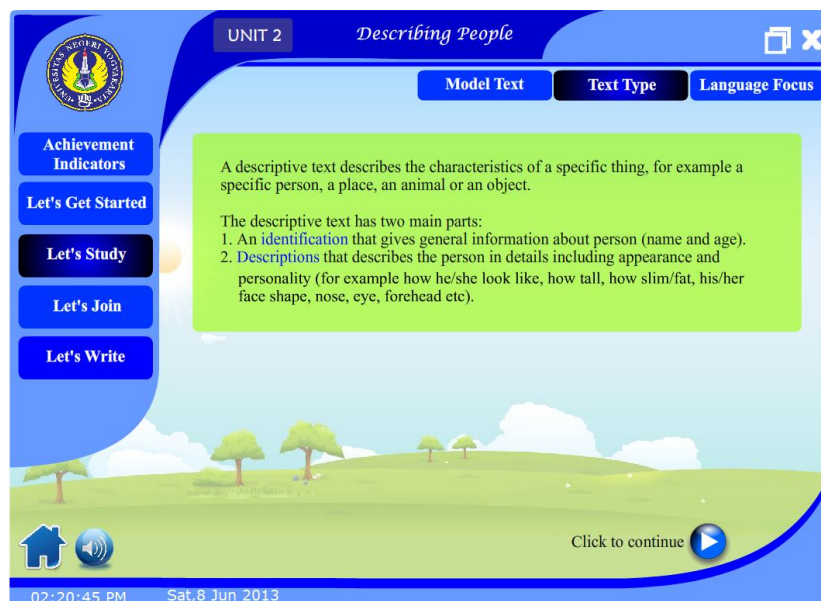 UNIT 2
Describing People
UNIVERSITAS NEGERI YOGYAKARTA
Model Text
Text Type
Language Focus
Achievement
Indicators
Let's Get Started
Let's Study
Let's Join
Let's Write
A descriptive text describes the characteristics of a specific thing, for example a
specific person, a place, an animal or an object.
The descriptive text has two main parts:
1. An identification that gives general information about person (name and age).
2. Descriptions that describes the person in details including appearance and
personality (for example how he/she look like, how tall, how slim/fat, his/her
face shape, nose, eye, forehead etc).
Click to continue
02:20:45 PM
Sat,8 Jun 2013